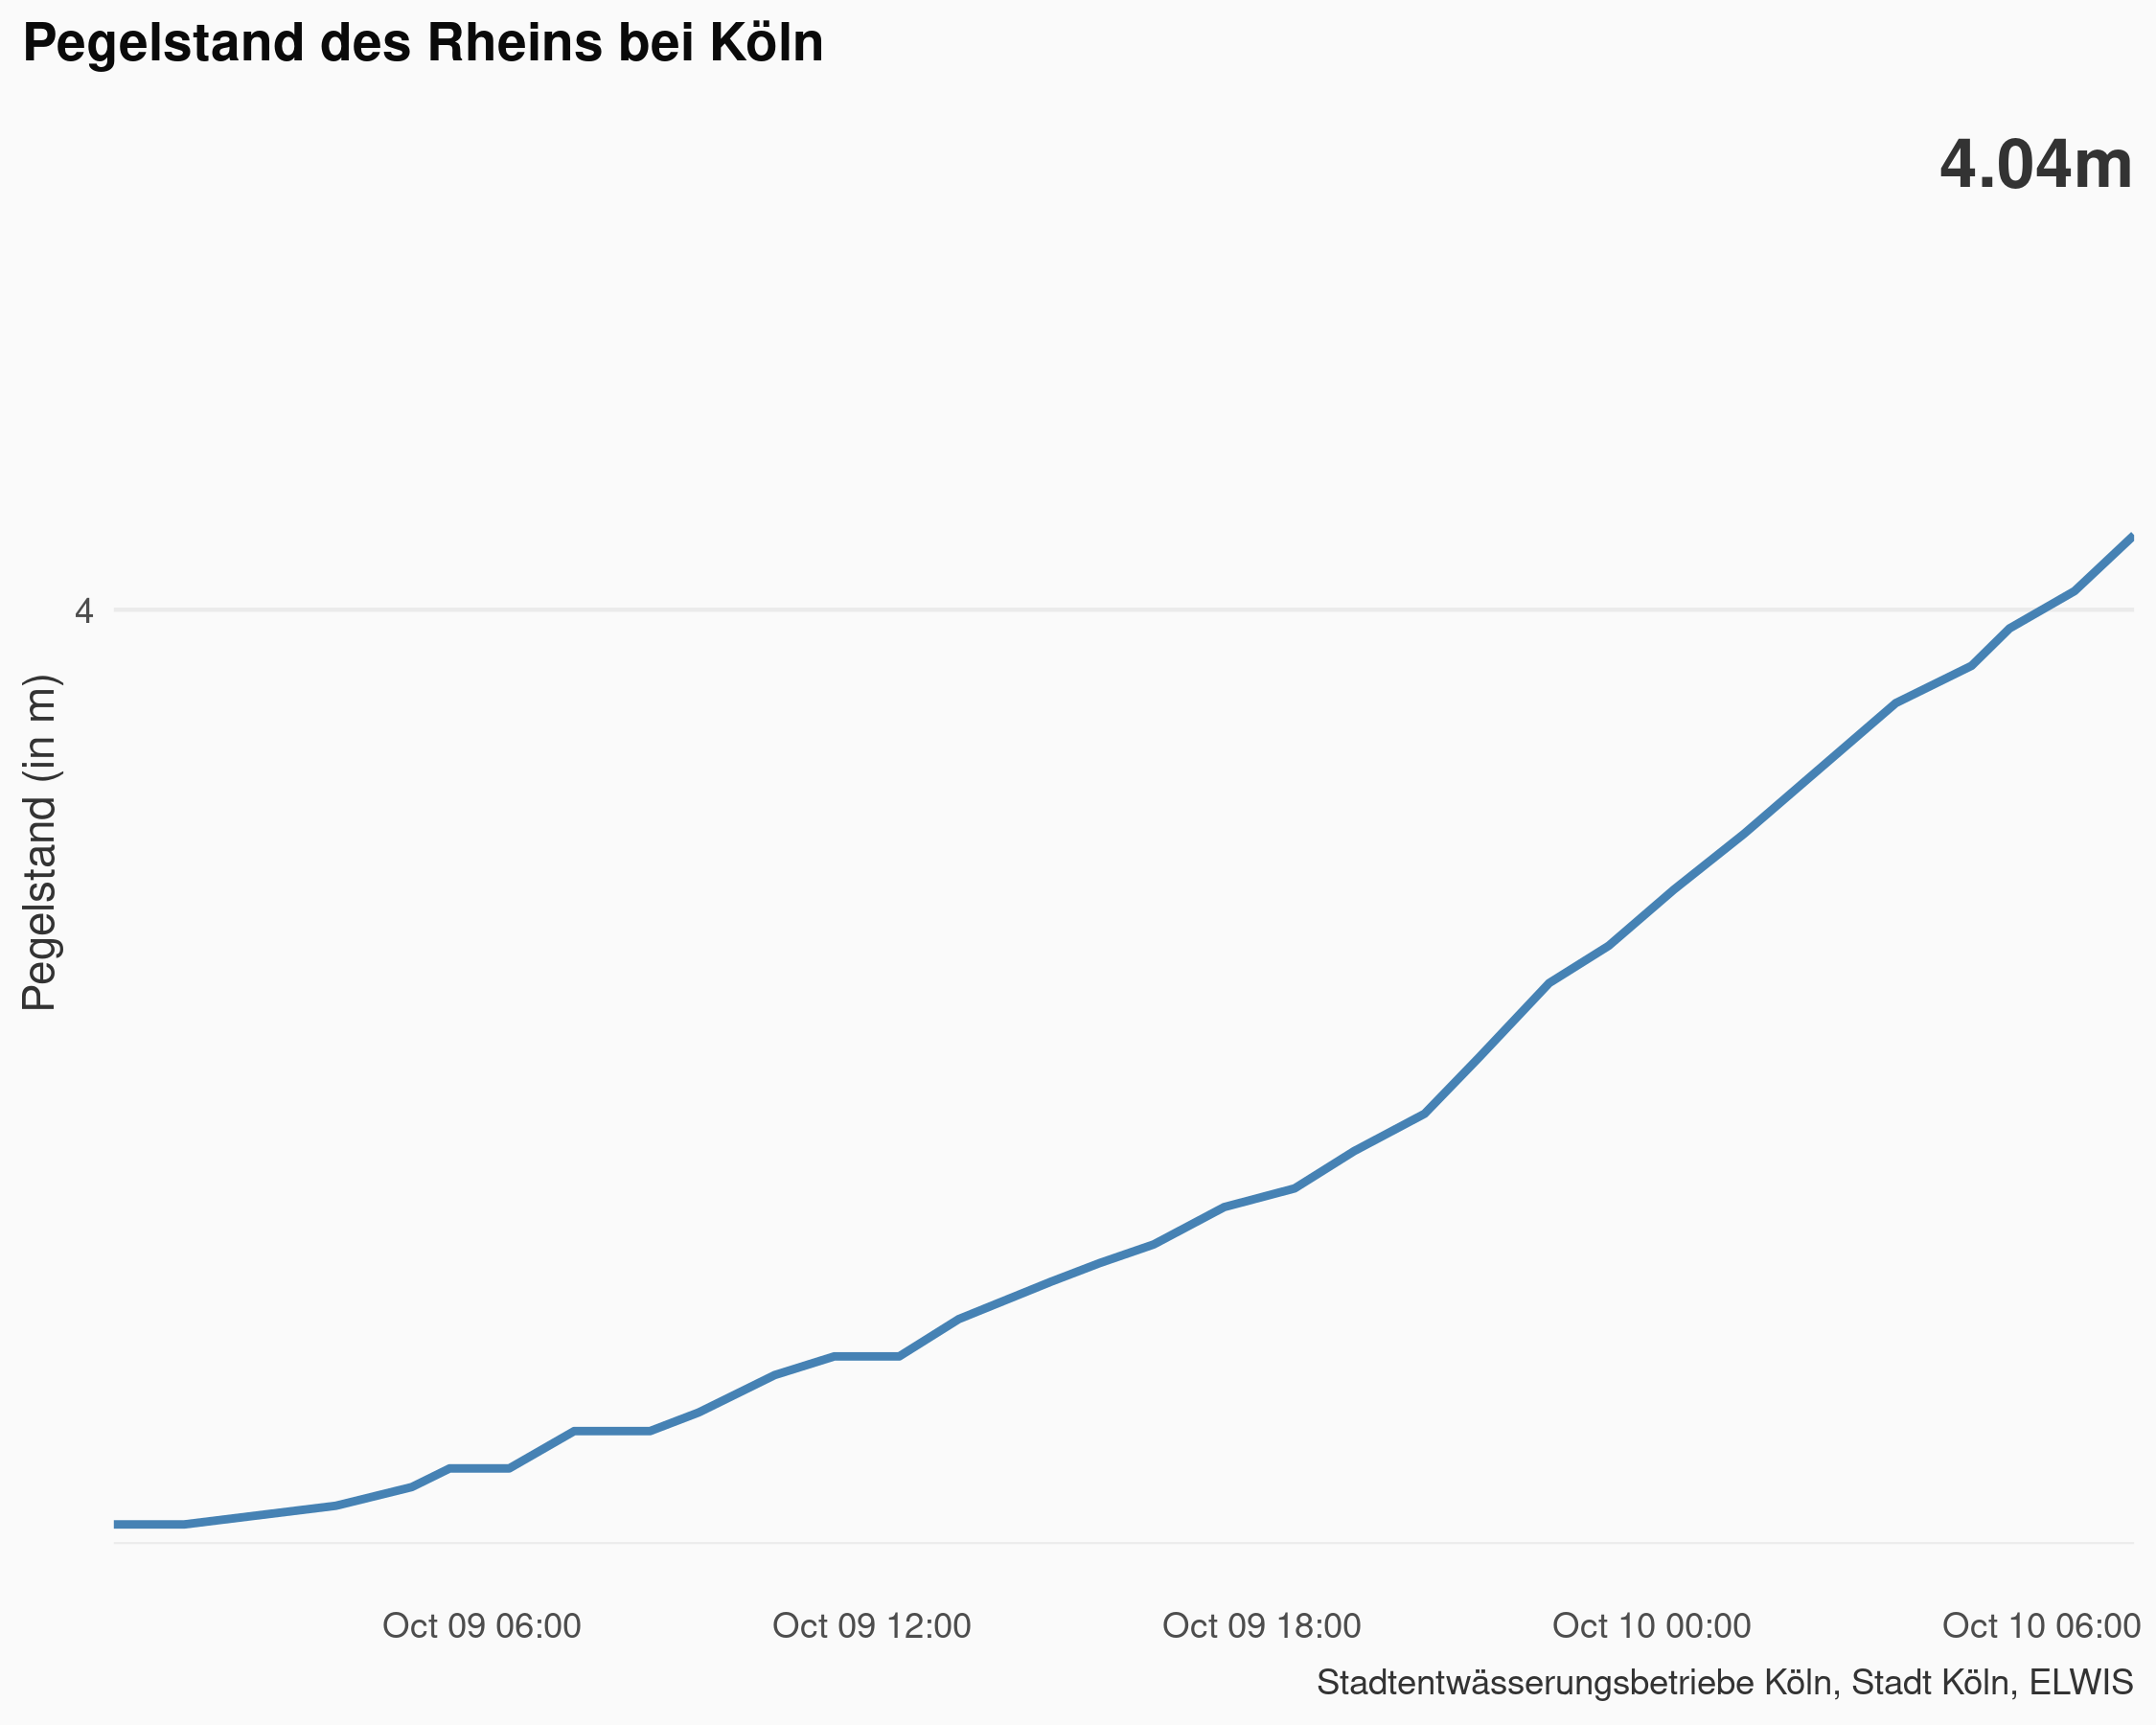 Pegelstand des Rheins bei Köln
4.04m
4
Pegelstand (in m)
Oct 09 06:00 Oct 09 12:00 Oct 09 18:00 Oct 10 00:00 Oct 10 06:00
Stadtentwässerungsbetriebe Köln, Stadt Köln, ELWIS